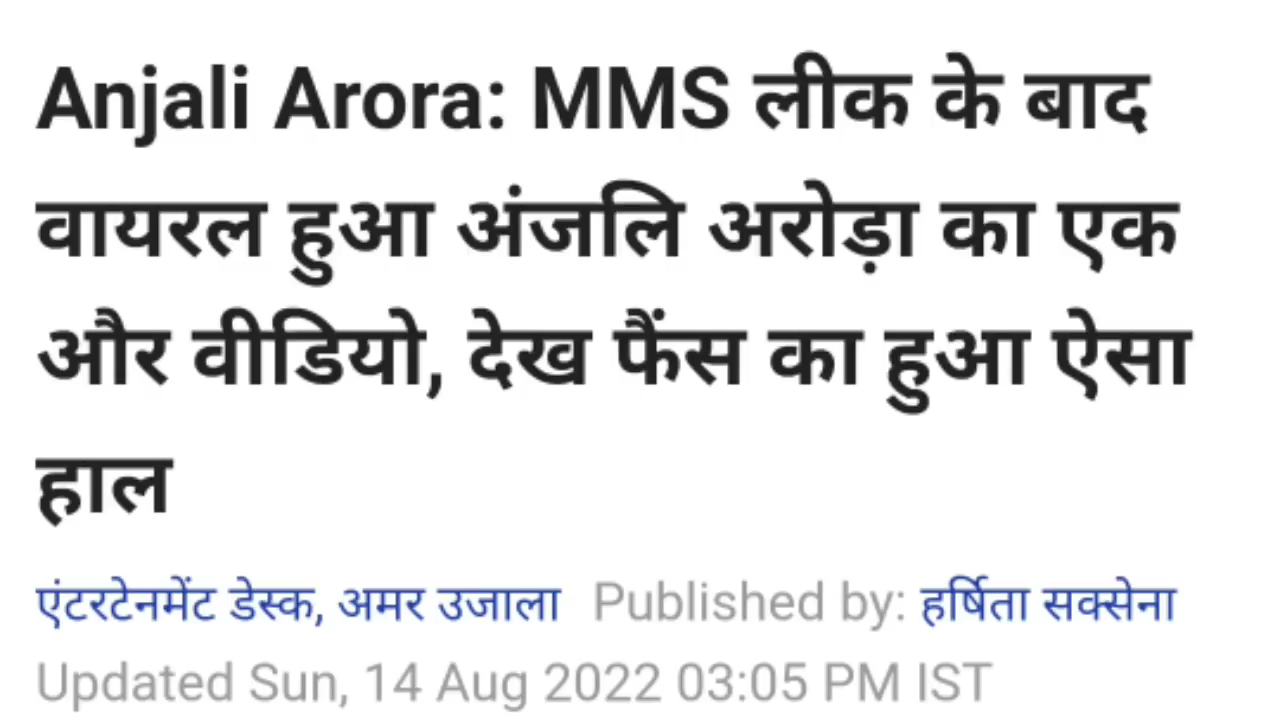 Anjali Arora: MMS लीक के बाद
वायरल हुआ अंजलि अरोड़ा का एक
और वीडियो, देख फैंस का हुआ ऐसा
हाल
एंटरटेनमेंट डेस्क, अमर उजाला Published by: हर्षिता सक्सेना
Updated Sun, 14 Aug 2022 03:05 PM IST